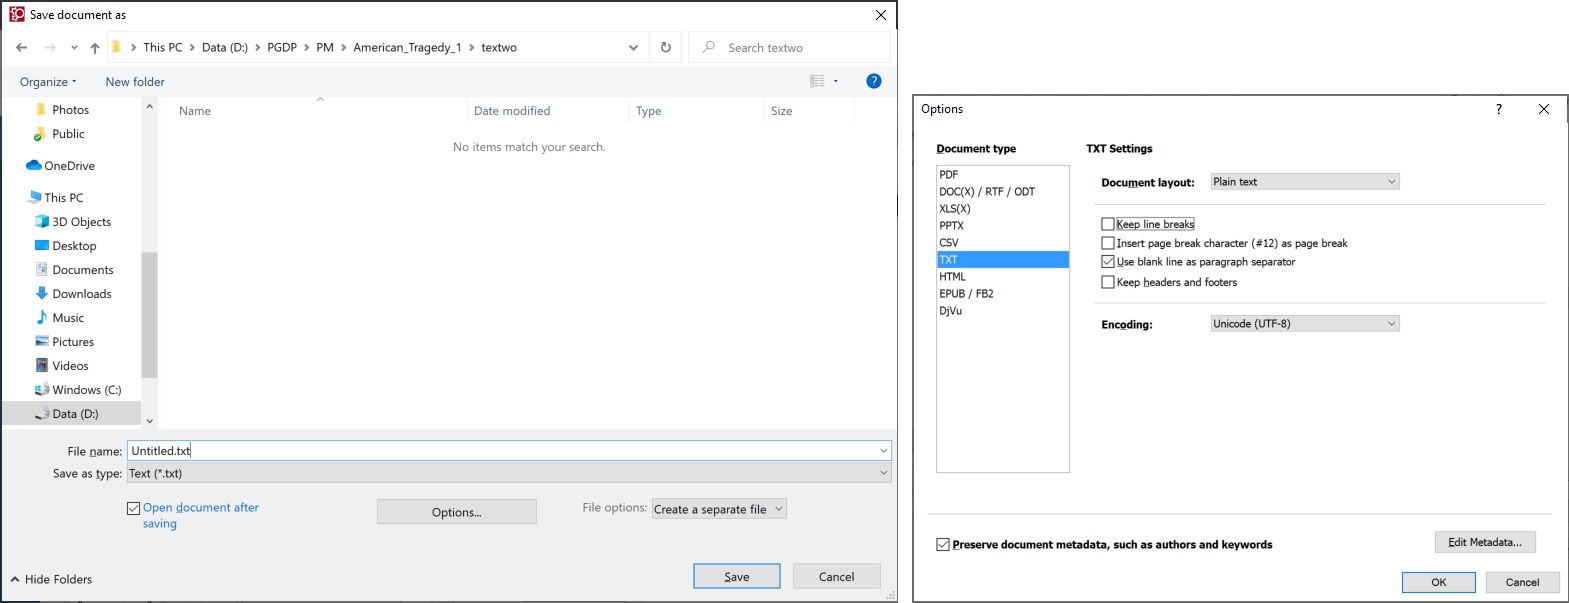 Save document as
This PC > Data (D:) > PGDP > PM > American_Tragedy_1 > textwo
Search textwo
Organize
New folder
?
Photos
Public
OneDrive
This PC
3D Objects
Desktop
Documents
Downloads
Music
Pictures
Videos
Windows (C:)
Data (D:)
Name
Date modified
Type
Size
No items match your search.
File name: Untitled.txt
Save as type: Text (*.txt)
Open document after
saving
Options...
File options: Create a separate file
Hide Folders
Save
Cancel
Options
?
Document type
PDF
DOC(X) / RTF / ODT
XLS(X)
PPTX
CSV
TXT
HTML
EPUB / FB2
DjVu
TXT Settings
Document layout: Plain text
Keep line breaks
Insert page break character (#12) as page break
Use blank line as paragraph separator
Keep headers and footers
Encoding: Unicode (UTF-8)
Preserve document metadata, such as authors and keywords
Edit Metadata...
OK
Cancel